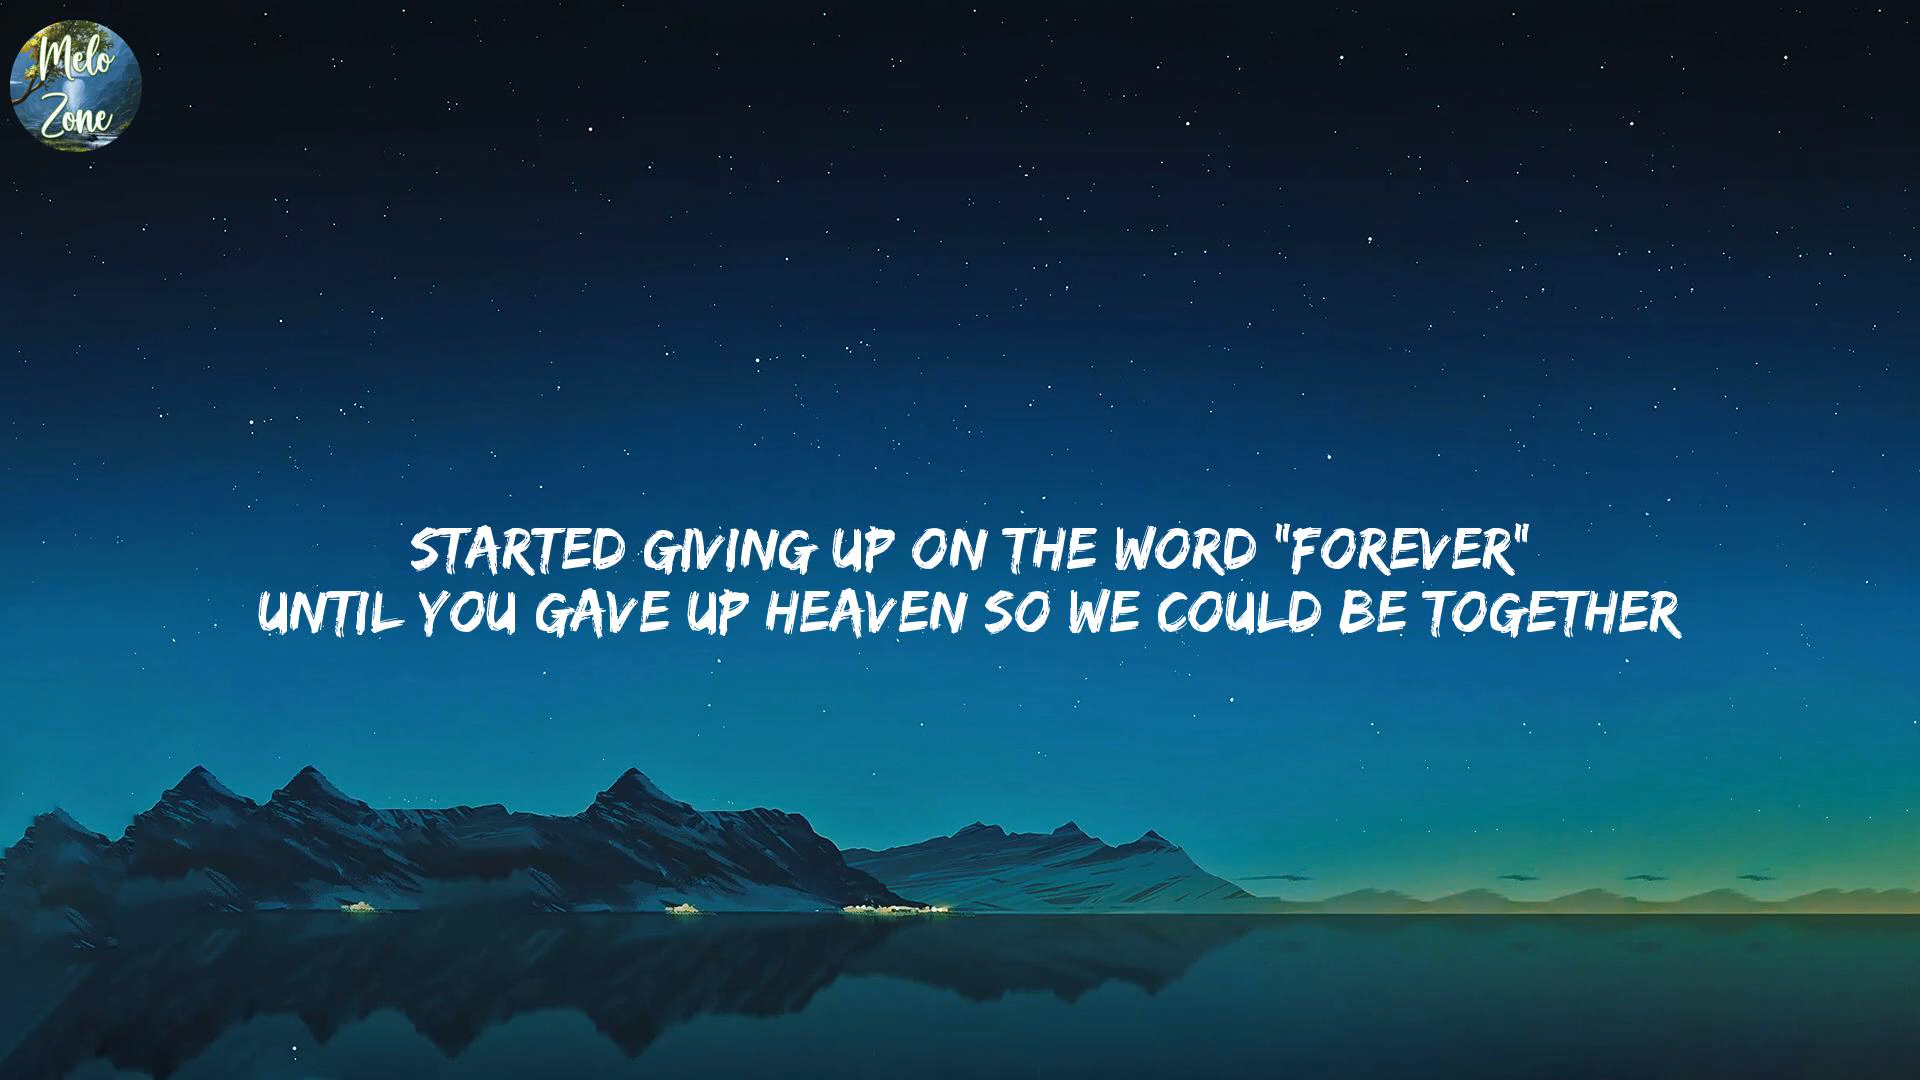 Melo
Zone
STARTED GIVING UP ON THE WORD "FOREVER"
UNTIL YOU GAVE UP HEAVEN SO WE COULD BE TOGETHER